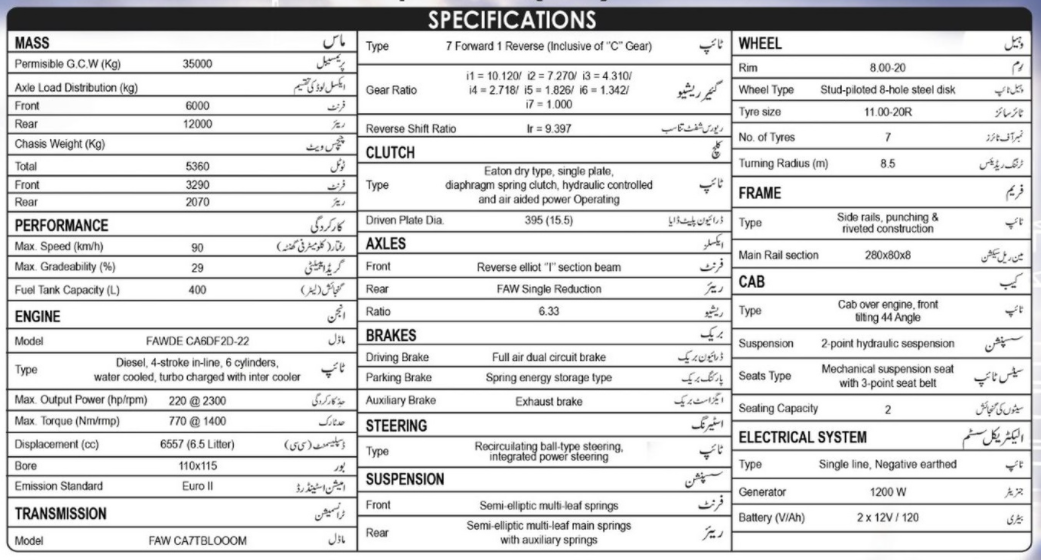 SPECIFICATIONS
MASS ماس
Permisible G.C.W (Kg) 35000 پرمیسیبل
Axle Load Distribution (kg) ایکسل لوڈ کی تقسیم
Front 6000 فرنٹ
Rear 12000 ریئر
Chasis Weight (Kg) چیچس ویٹ
Total 5360 ٹوٹل
Front 3290 فرنٹ
Rear 2070 ریئر
PERFORMANCE کارکردگی
Max. Speed (km/h) 90 رفتار (کلومیٹر فی گھنٹہ)
Max. Gradeability (%) 29
Fuel Tank Capacity (L) 400 گنجائش (لیٹر)
ENGINE انجن
Model FAWDE CA6DF2D-22 ماڈل
Type Diesel, 4-stroke in-line, 6 cylinders, ٹائپ
water cooled, turbo charged with inter cooler
Max. Output Power (hp/rpm) 220 @ 2300 حد کارکردگی
Max. Torque (Nm/rmp) 770 @ 1400 حد ٹارک
Displacement (cc) 6557 (6.5 Litter) ڈسپلیسمنٹ (سی سی)
Bore 110x115 بور
Emission Standard Euro II ایمیشن اسٹینڈرڈ
TRANSMISSION ٹرانسمیشن
Model FAW CA7TBLOOOM ماڈل
Type 7 Forward 1 Reverse (Inclusive of "C" Gear) ٹائپ
i1 = 10.120/ i2 = 7.270/ i3 = 4.310/
Gear Ratio i4 = 2.718/ i5 = 1.826/ i6 = 1.342/ گیئر ریشیو
i7 = 1.000
Reverse Shift Ratio Ir = 9.397 ریورس شفٹ تناسب
CLUTCH کلچ
Eaton dry type, single plate,
Type diaphragm spring clutch, hydraulic controlled ٹائپ
and air aided power Operating
Driven Plate Dia. 395 (15.5) ڈرائیون پلیٹ ڈایا
AXLES ایکسلز
Front Reverse elliot "I" section beam فرنٹ
Rear FAW Single Reduction ریئر
Ratio 6.33 ریشیو
BRAKES بریک
Driving Brake Full air dual circuit brake ڈرائیون بریک
Parking Brake Spring energy storage type پارکنگ بریک
Auxiliary Brake Exhaust brake ایگزاسٹ بریک
STEERING اسٹیرنگ
Type Recirculating ball-type steering, ٹائپ
integrated power steering
SUSPENSION سسپنشن
Front Semi-elliptic multi-leaf springs فرنٹ
Rear Semi-elliptic multi-leaf main springs ریئر
with auxiliary springs
WHEEL وہیل
Rim 8.00-20 رم
Wheel Type Stud-piloted 8-hole steel disk وہیل ٹائپ
Tyre size 11.00-20R ٹائر سائز
No. of Tyres 7 نمبر آف ٹائرز
Turning Radius (m) 8.5 ٹرننگ ریڈیس
FRAME فریم
Type Side rails, punching & ٹائپ
riveted construction
Main Rail section 280x80x8 مین ریل سیکشن
CAB کیب
Type Cab over engine, front ٹائپ
tilting 44 Angle
Suspension 2-point hydraulic sespension سسپنشن
Seats Type Mechanical suspension seat سیٹس ٹائپ
with 3-point seat belt
Seating Capacity 2 سیٹوں کی گنجائش
ELECTRICAL SYSTEM الیکٹریکل سسٹم
Type Single line, Negative earthed ٹائپ
Generator 1200 W جنریٹر
Battery (V/Ah) 2 x 12V / 120 بیٹری